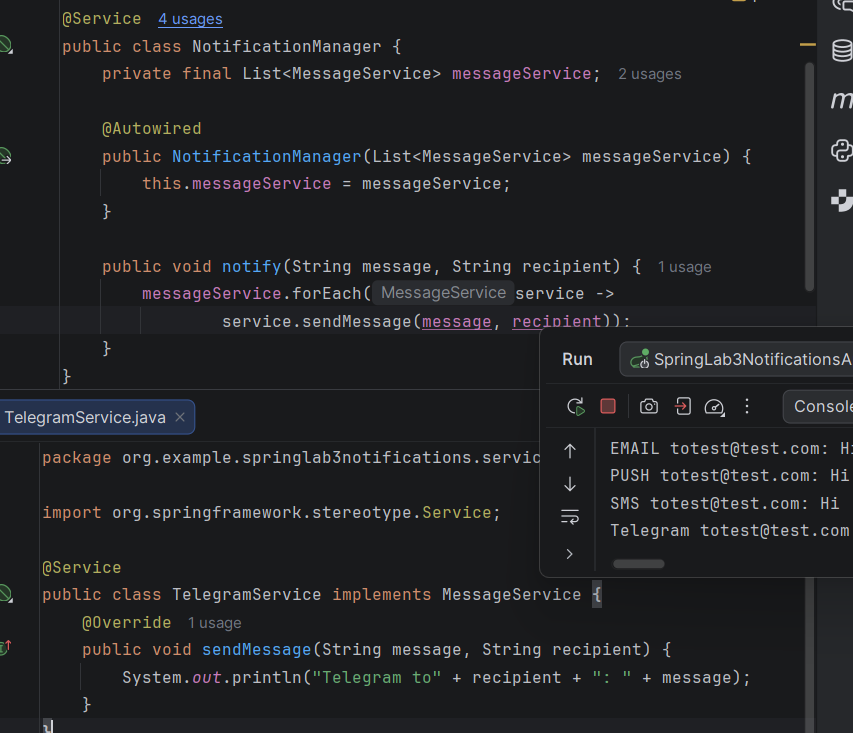 @Service 4 usages
public class NotificationManager {
private final List<MessageService> messageService; 2 usages
@Autowired
public NotificationManager(List<MessageService> messageService) {
this.messageService = messageService;
}
public void notify(String message, String recipient) { 1 usage
messageService.forEach( MessageService service ->
service.sendMessage(message, recipient));
}
}
Run SpringLab3NotificationsA
Console
EMAIL totest@test.com: Hi
PUSH totest@test.com: Hi
SMS totest@test.com: Hi
Telegram totest@test.com
TelegramService.java
package org.example.springlab3notifications.servic
import org.springframework.stereotype.Service;
@Service
public class TelegramService implements MessageService {
@Override 1 usage
public void sendMessage(String message, String recipient) {
System.out.println("Telegram to" + recipient + ": " + message);
}
}